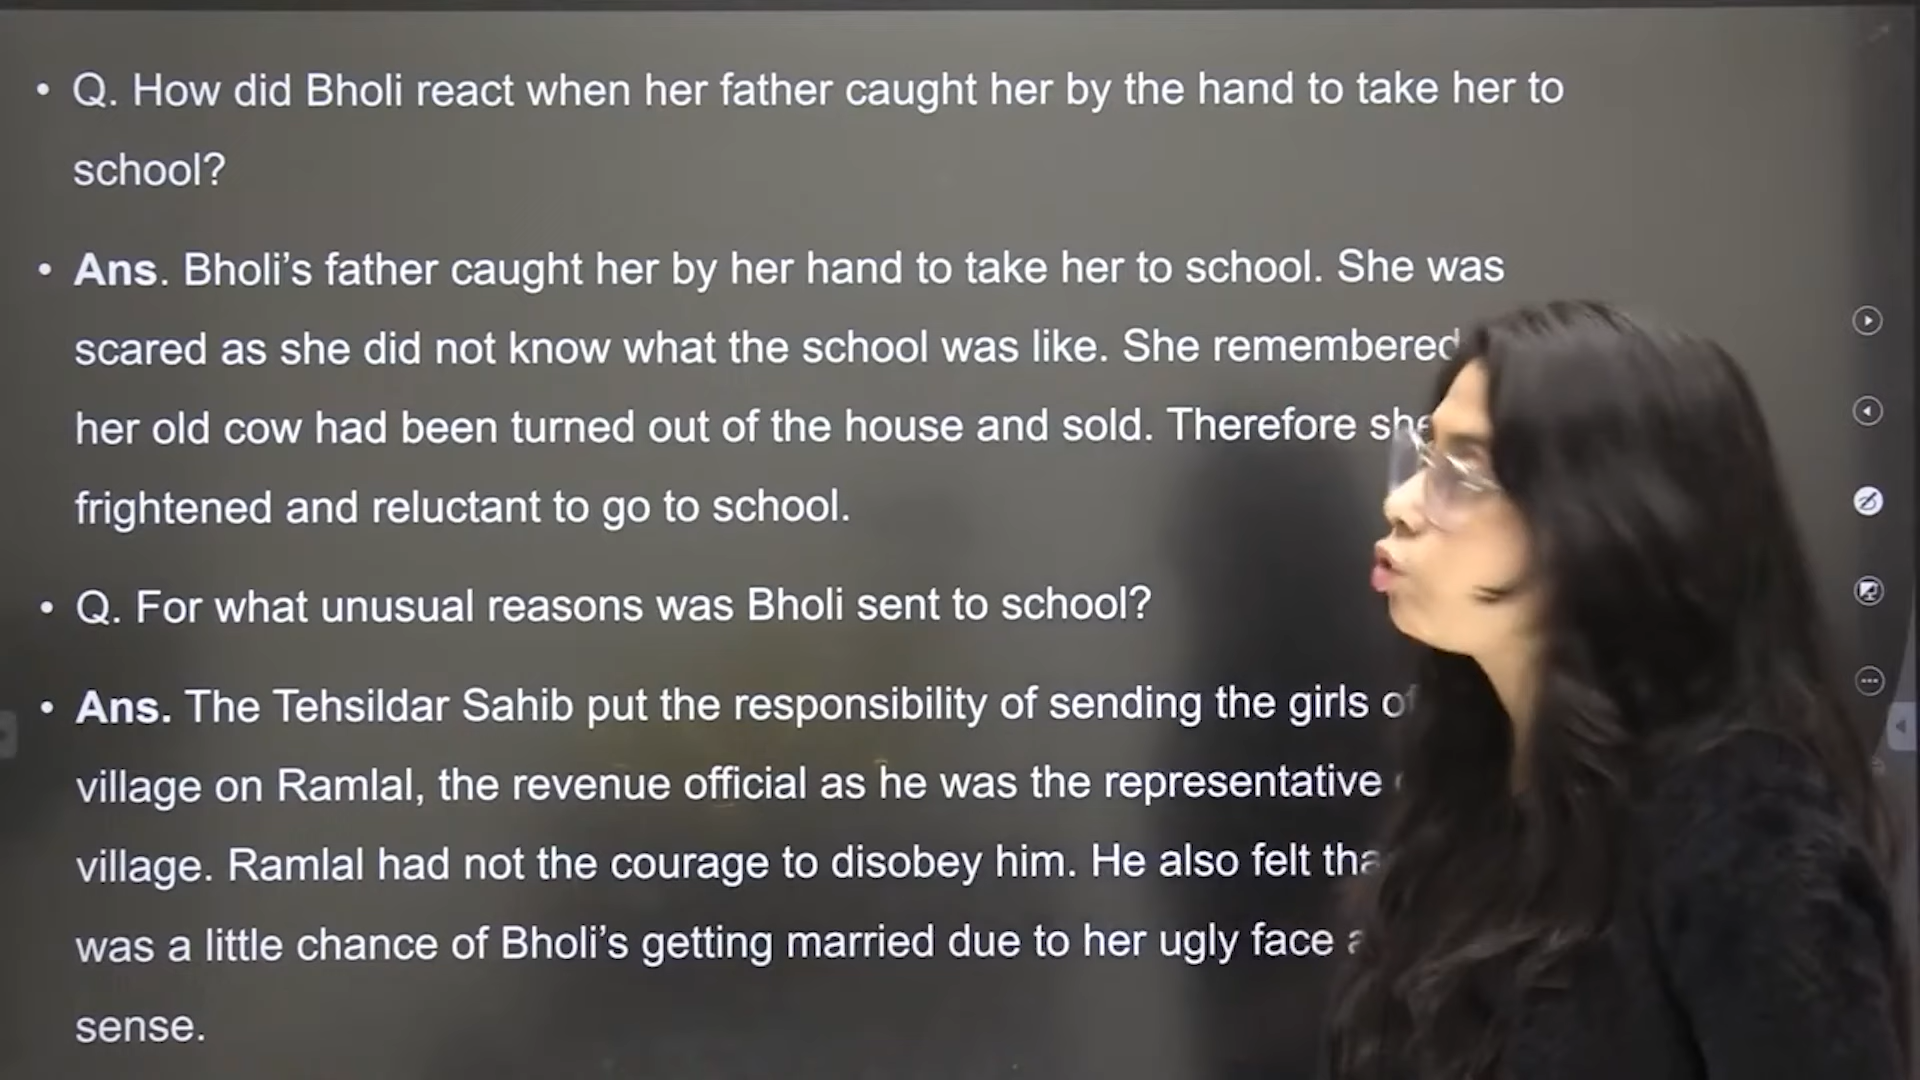 • Q. How did Bholi react when her father caught her by the hand to take her to
school?
• Ans. Bholi’s father caught her by her hand to take her to school. She was
scared as she did not know what the school was like. She remembered
her old cow had been turned out of the house and sold. Therefore she
frightened and reluctant to go to school.
• Q. For what unusual reasons was Bholi sent to school?
• Ans. The Tehsildar Sahib put the responsibility of sending the girls of
village on Ramlal, the revenue official as he was the representative
village. Ramlal had not the courage to disobey him. He also felt
was a little chance of Bholi’s getting married due to her ugly face
sense.